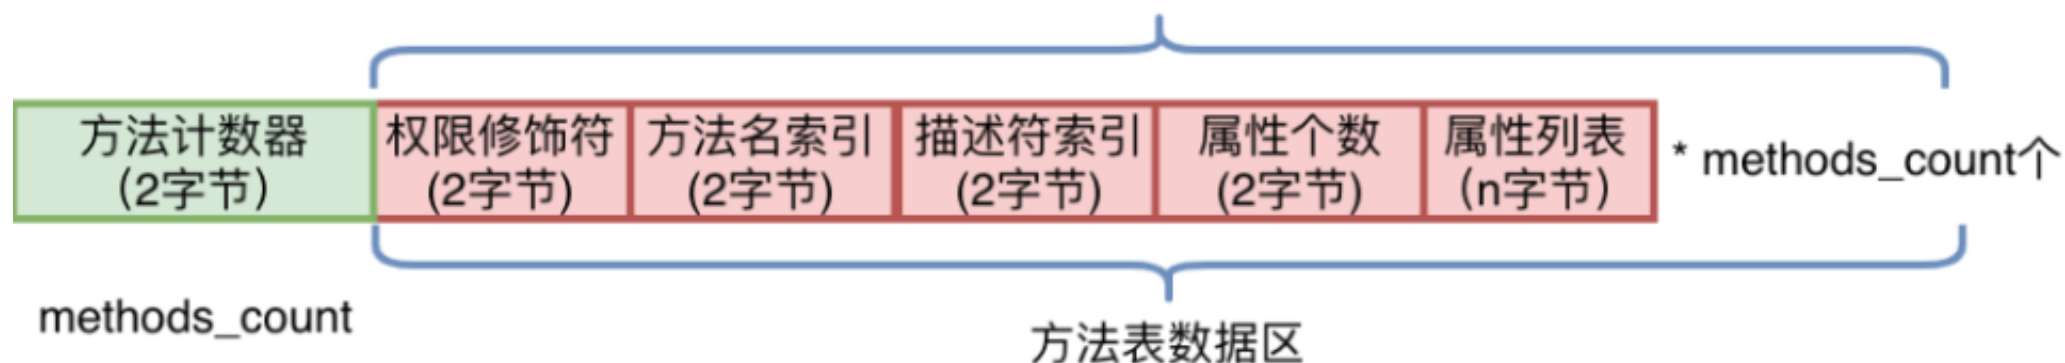 方法计数器
(2字节)
权限修饰符
(2字节)
方法名索引
(2字节)
描述符索引
(2字节)
属性个数
(2字节)
属性列表
(n字节)
* methods_count个
methods_count
方法表数据区